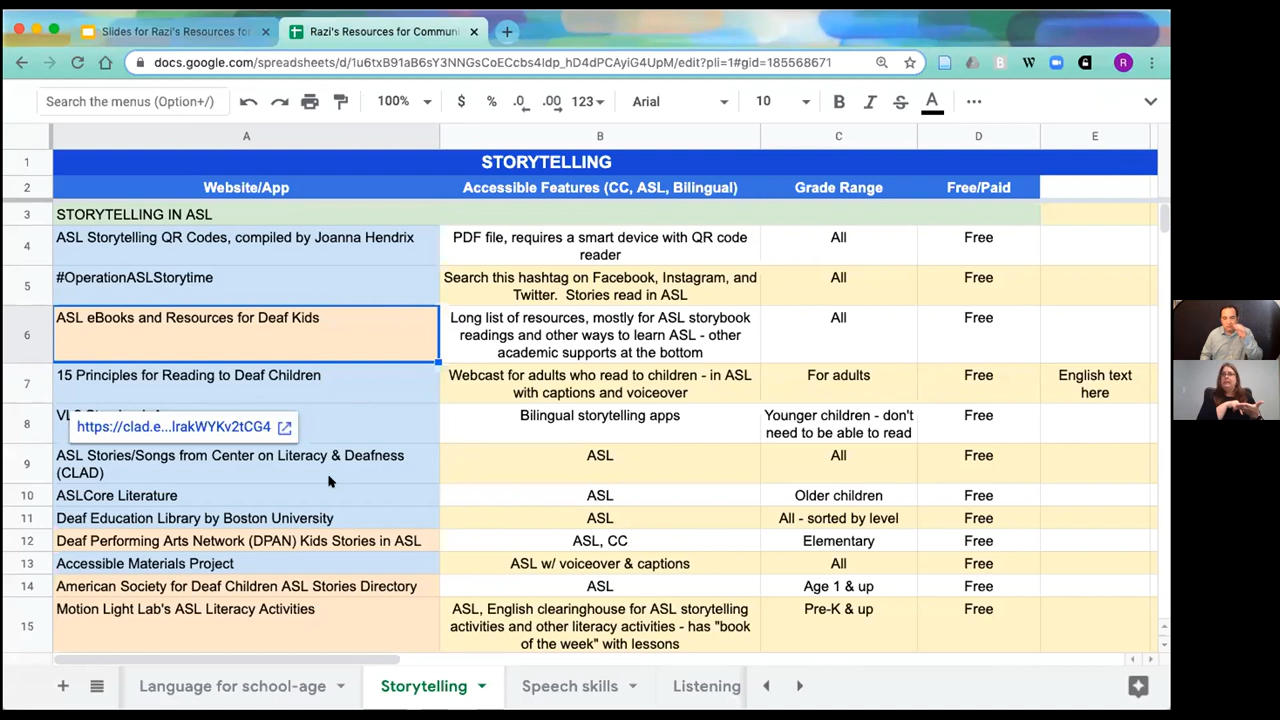 Slides for Razi's Resources for
Razi's Resources for Communi
docs.google.com/spreadsheets/d/1u6txB91aB6sY3NNGsCoECcbs4Idp_hD4dPCAyiG4UpM/edit?pli=1#gid=185568671
W
R
Search the menus (Option+/)
100%
$ % .0 .00 123
Arial
10
B I S A
A B C D E
1 STORYTELLING
2 Website/App Accessible Features (CC, ASL, Bilingual) Grade Range Free/Paid
3 STORYTELLING IN ASL
4 ASL Storytelling QR Codes, compiled by Joanna Hendrix PDF file, requires a smart device with QR code All Free
reader
5 #OperationASLStorytime Search this hashtag on Facebook, Instagram, and All Free
Twitter. Stories read in ASL
6 ASL eBooks and Resources for Deaf Kids Long list of resources, mostly for ASL storybook All Free
readings and other ways to learn ASL - other
academic supports at the bottom
7 15 Principles for Reading to Deaf Children Webcast for adults who read to children - in ASL For adults Free English text
with captions and voiceover here
8 Bilingual storytelling apps Younger children - don't Free
need to be able to read
https://clad.e...lrakWYKv2tCG4
9 ASL Stories/Songs from Center on Literacy & Deafness ASL All Free
(CLAD)
10 ASLCore Literature ASL Older children Free
11 Deaf Education Library by Boston University ASL All - sorted by level Free
12 Deaf Performing Arts Network (DPAN) Kids Stories in ASL ASL, CC Elementary Free
13 Accessible Materials Project ASL w/ voiceover & captions All Free
14 American Society for Deaf Children ASL Stories Directory ASL Age 1 & up Free
15 Motion Light Lab's ASL Literacy Activities ASL, English clearinghouse for ASL storytelling Pre-K & up Free
activities and other literacy activities - has "book
of the week" with lessons
Language for school-age Storytelling Speech skills Listening